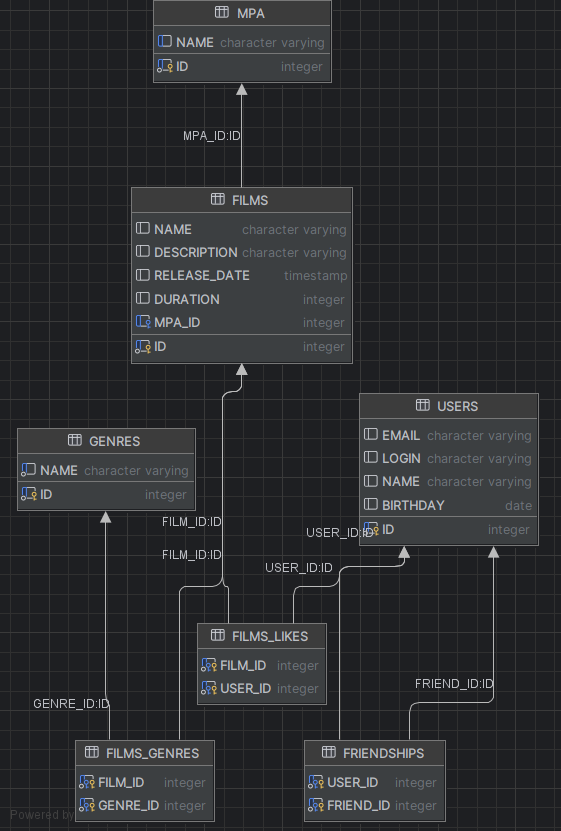 MPA
NAME character varying
ID integer
MPA_ID:ID
FILMS
NAME character varying
DESCRIPTION character varying
RELEASE_DATE timestamp
DURATION integer
MPA_ID integer
ID integer
USERS
EMAIL character varying
LOGIN character varying
NAME character varying
BIRTHDAY date
ID integer
GENRES
NAME character varying
ID integer
FILM_ID:ID
USER_ID:ID
FILM_ID:ID
USER_ID:ID
FILMS_LIKES
FILM_ID integer
USER_ID integer
FRIEND_ID:ID
GENRE_ID:ID
FILMS_GENRES
FILM_ID integer
GENRE_ID integer
FRIENDSHIPS
USER_ID integer
FRIEND_ID integer
Powered by